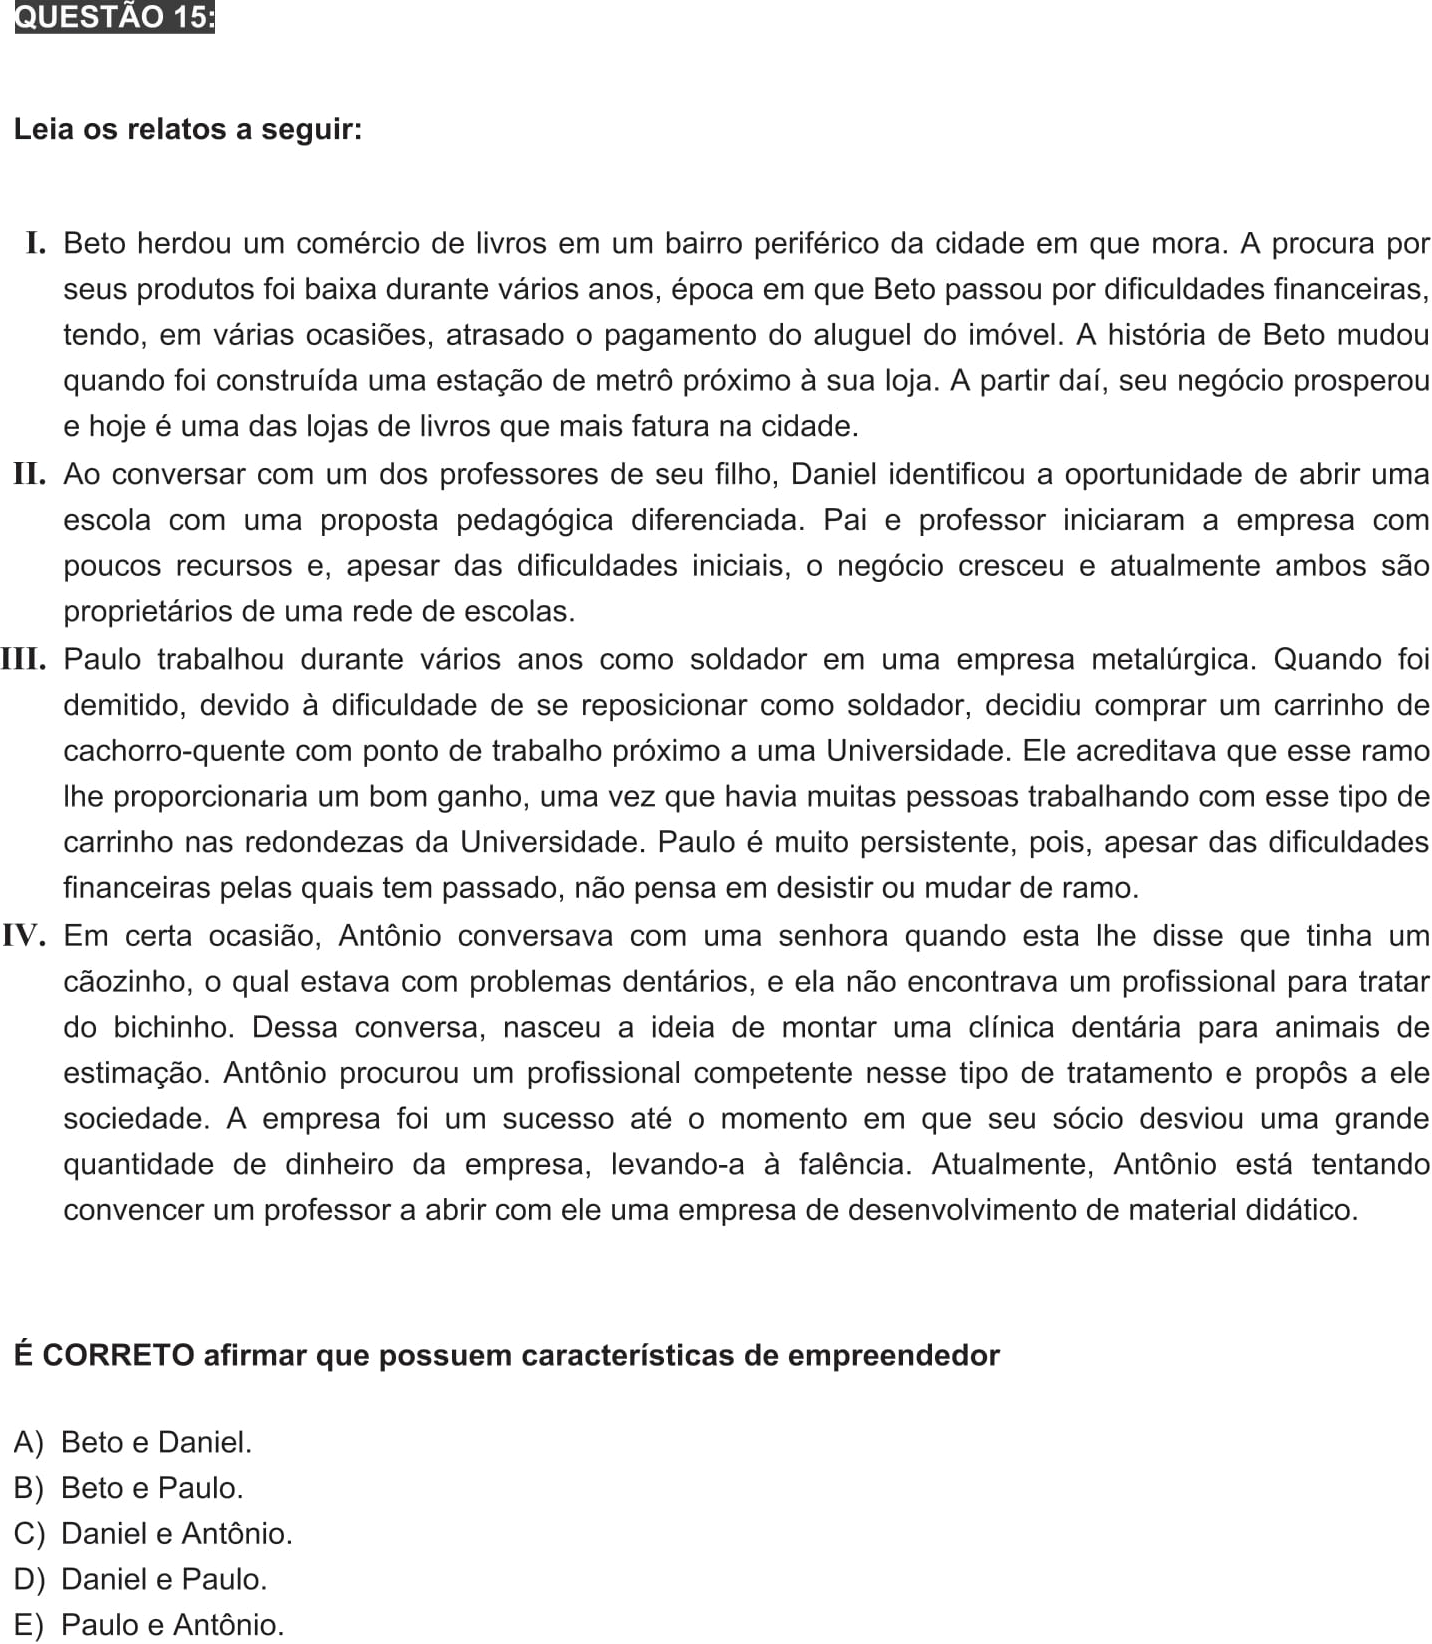 QUESTÃO 15:
Leia os relatos a seguir:
I. Beto herdou um comércio de livros em um bairro periférico da cidade em que mora. A procura por
seus produtos foi baixa durante vários anos, época em que Beto passou por dificuldades financeiras,
tendo, em várias ocasiões, atrasado o pagamento do aluguel do imóvel. A história de Beto mudou
quando foi construída uma estação de metrô próximo à sua loja. A partir daí, seu negócio prosperou
e hoje é uma das lojas de livros que mais fatura na cidade.
II. Ao conversar com um dos professores de seu filho, Daniel identificou a oportunidade de abrir uma
escola com uma proposta pedagógica diferenciada. Pai e professor iniciaram a empresa com
poucos recursos e, apesar das dificuldades iniciais, o negócio cresceu e atualmente ambos são
proprietários de uma rede de escolas.
III. Paulo trabalhou durante vários anos como soldador em uma empresa metalúrgica. Quando foi
demitido, devido à dificuldade de se reposicionar como soldador, decidiu comprar um carrinho de
cachorro-quente com ponto de trabalho próximo a uma Universidade. Ele acreditava que esse ramo
lhe proporcionaria um bom ganho, uma vez que havia muitas pessoas trabalhando com esse tipo de
carrinho nas redondezas da Universidade. Paulo é muito persistente, pois, apesar das dificuldades
financeiras pelas quais tem passado, não pensa em desistir ou mudar de ramo.
IV. Em certa ocasião, Antônio conversava com uma senhora quando esta lhe disse que tinha um
cãozinho, o qual estava com problemas dentários, e ela não encontrava um profissional para tratar
do bichinho. Dessa conversa, nasceu a ideia de montar uma clínica dentária para animais de
estimação. Antônio procurou um profissional competente nesse tipo de tratamento e propôs a ele
sociedade. A empresa foi um sucesso até o momento em que seu sócio desviou uma grande
quantidade de dinheiro da empresa, levando-a à falência. Atualmente, Antônio está tentando
convencer um professor a abrir com ele uma empresa de desenvolvimento de material didático.
É CORRETO afirmar que possuem características de empreendedor
A) Beto e Daniel.
B) Beto e Paulo.
C) Daniel e Antônio.
D) Daniel e Paulo.
E) Paulo e Antônio.